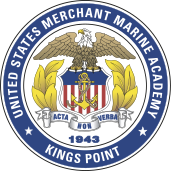 UNITED STATES MERCHANT MARINE ACADEMY
ACTA NON VERBA
1943
KINGS POINT